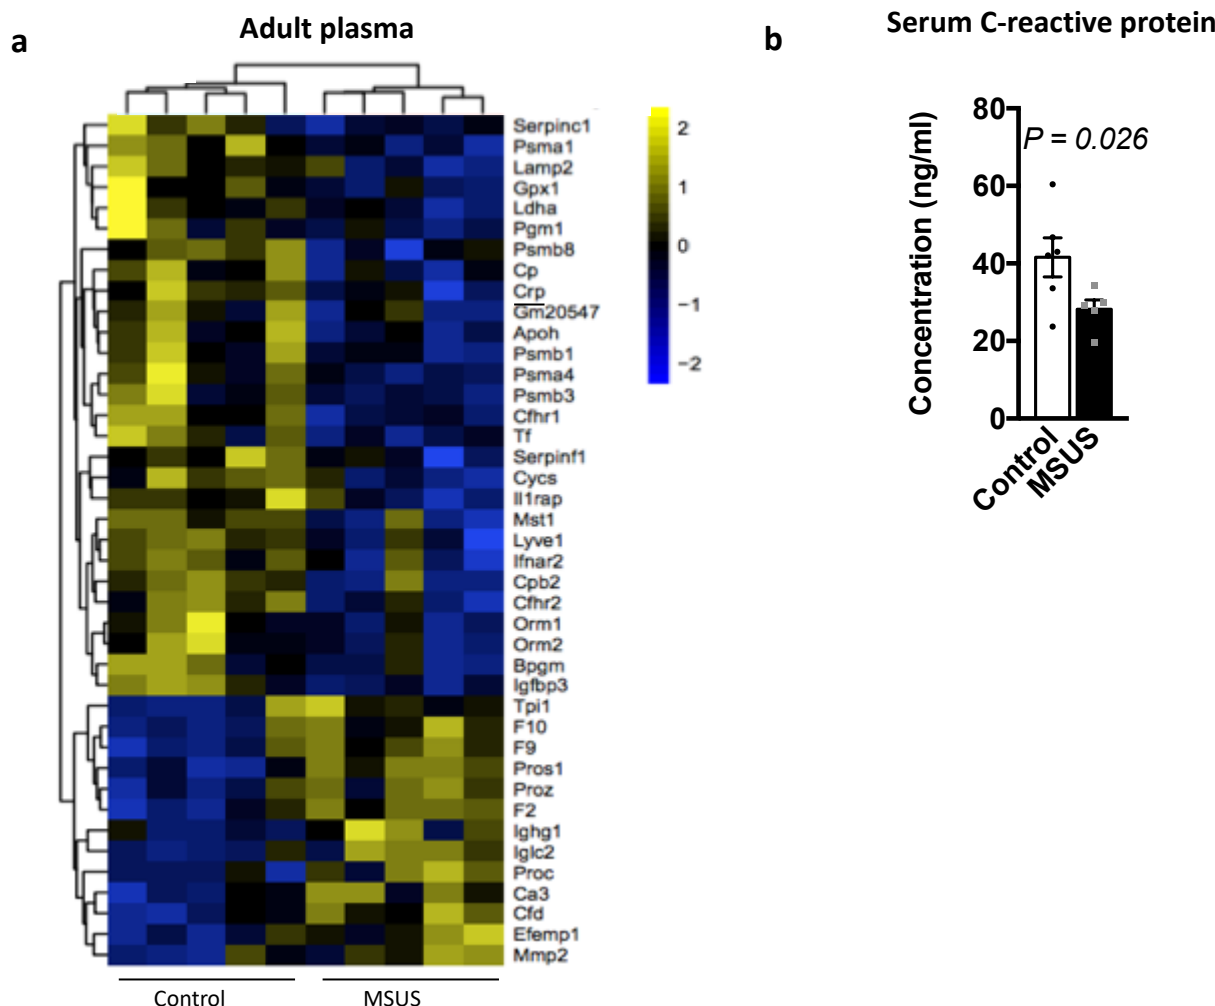 a
Adult plasma
Serpinc1
Psma1
Lamp2
Gpx1
Ldha
Pgm1
Psmb8
Cp
Crp
Gm20547
Apoh
Psmb1
Psma4
Psmb3
Cfhr1
Tf
Serpinf1
Cycs
Il1rap
Mst1
Lyve1
Ifnar2
Cpb2
Cfhr2
Orm1
Orm2
Bpgm
Igfbp3
Tpi1
F10
F9
Pros1
Proz
F2
Ighg1
Iglc2
Proc
Ca3
Cfd
Efemp1
Mmp2
Control
MSUS
2
1
0
−1
−2
b
Serum C-reactive protein
Concentration (ng/ml)
80
60
40
20
0
P = 0.026
Control
MSUS